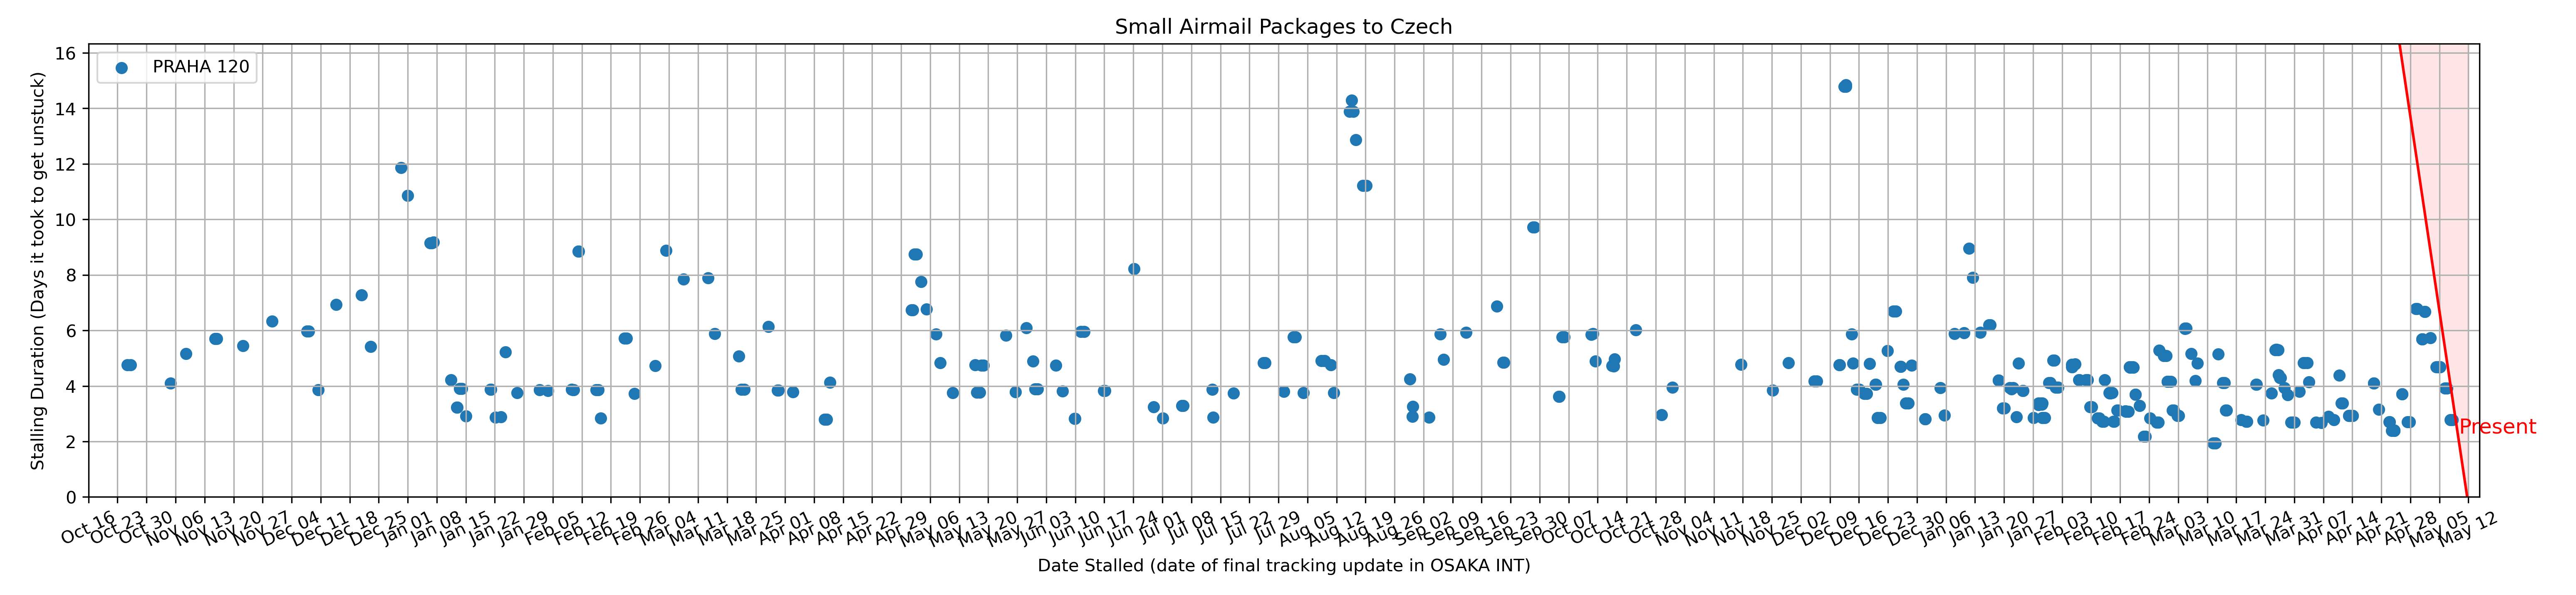 Small Airmail Packages to Czech
PRAHA 120
Stalling Duration (Days it took to get unstuck)
16
14
12
10
8
6
4
2
0
Present
Oct 16 Oct 23 Oct 30 Nov 06 Nov 13 Nov 20 Nov 27 Dec 04 Dec 11 Dec 18 Dec 25 Jan 01 Jan 08 Jan 15 Jan 22 Jan 29 Feb 05 Feb 12 Feb 19 Feb 26 Mar 04 Mar 11 Mar 18 Mar 25 Apr 01 Apr 08 Apr 15 Apr 22 Apr 29 May 06 May 13 May 20 May 27 Jun 03 Jun 10 Jun 17 Jun 24 Jul 01 Jul 08 Jul 15 Jul 22 Jul 29 Aug 05 Aug 12 Aug 19 Aug 26 Sep 02 Sep 09 Sep 16 Sep 23 Sep 30 Oct 07 Oct 14 Oct 21 Oct 28 Nov 04 Nov 11 Nov 18 Nov 25 Dec 02 Dec 09 Dec 16 Dec 23 Dec 30 Jan 06 Jan 13 Jan 20 Jan 27 Feb 03 Feb 10 Feb 17 Feb 24 Mar 03 Mar 10 Mar 17 Mar 24 Mar 31 Apr 07 Apr 14 Apr 21 Apr 28 May 05 May 12
Date Stalled (date of final tracking update in OSAKA INT)